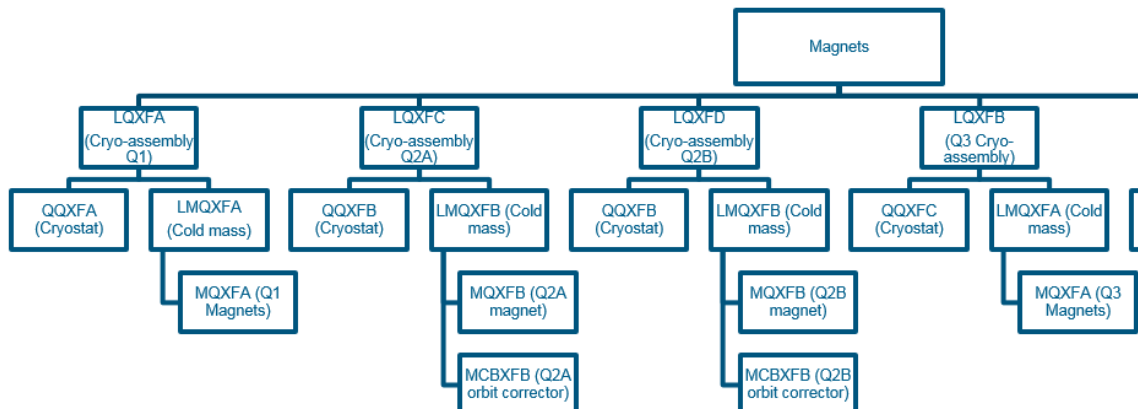 Magnets
LQXFA
(Cryo-assembly
Q1)
LQXFC
(Cryo-assembly
Q2A)
LQXFD
(Cryo-assembly
Q2B)
LQXFB
(Q3 Cryo-
assembly)
QQXFA
(Cryostat)
LMQXFA
(Cold mass)
QQXFB
(Cryostat)
LMQXFB (Cold
mass)
QQXFB
(Cryostat)
LMQXFB (Cold
mass)
QQXFC
(Cryostat)
LMQXFA (Cold
mass)
MQXFA (Q1
Magnets)
MQXFB (Q2A
magnet)
MQXFB (Q2B
magnet)
MQXFA (Q3
Magnets)
MCBXFB (Q2A
orbit corrector)
MCBXFB (Q2B
orbit corrector)